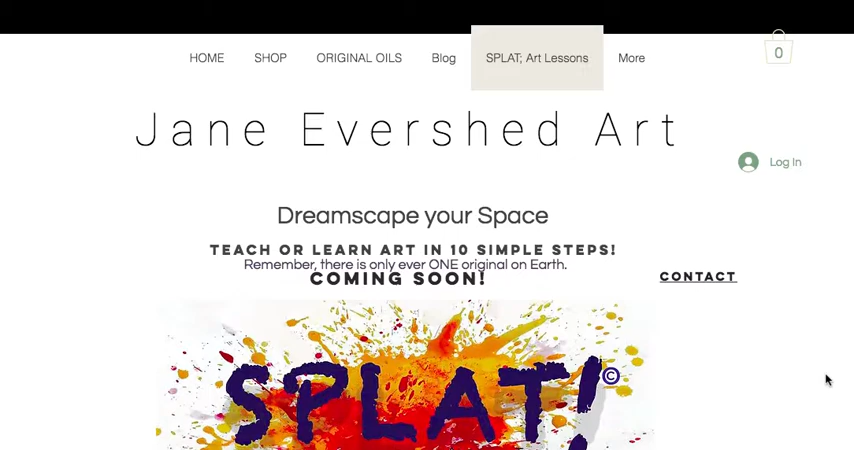 HOME SHOP ORIGINAL OILS Blog SPLAT; Art Lessons More
0
Jane Evershed Art
Log In
Dreamscape your Space
TEACH OR LEARN ART IN 10 SIMPLE STEPS!
Remember, there is only ever ONE original on Earth.
COMING SOON!
CONTACT
SPLAT!©